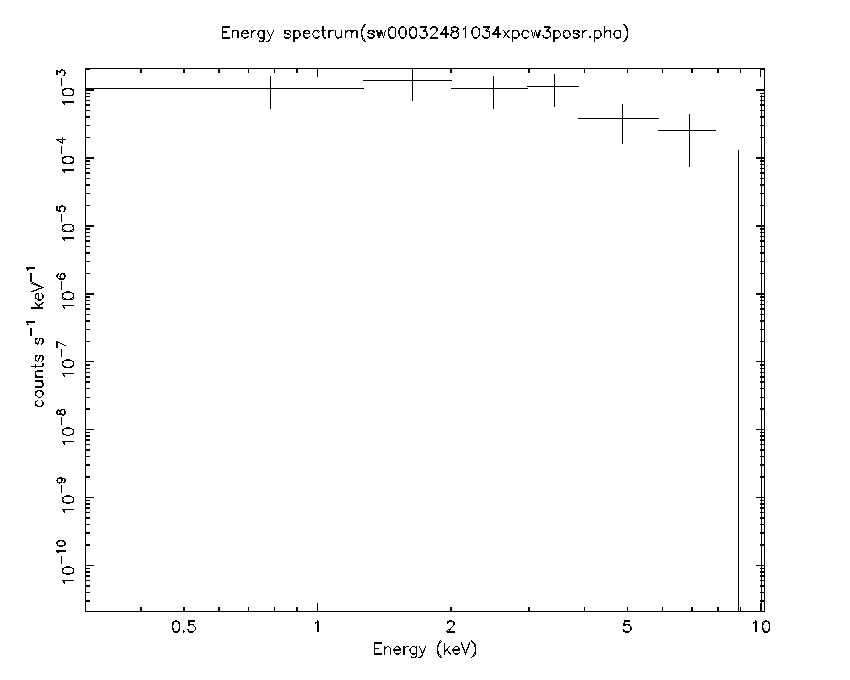 Energy spectrum(sw00032481034xpcw3posr.pha)
counts s⁻¹ keV⁻¹
10⁻³
10⁻⁴
10⁻⁵
10⁻⁶
10⁻⁷
10⁻⁸
10⁻⁹
10⁻¹⁰
0.5 1 2 5 10
Energy (keV)